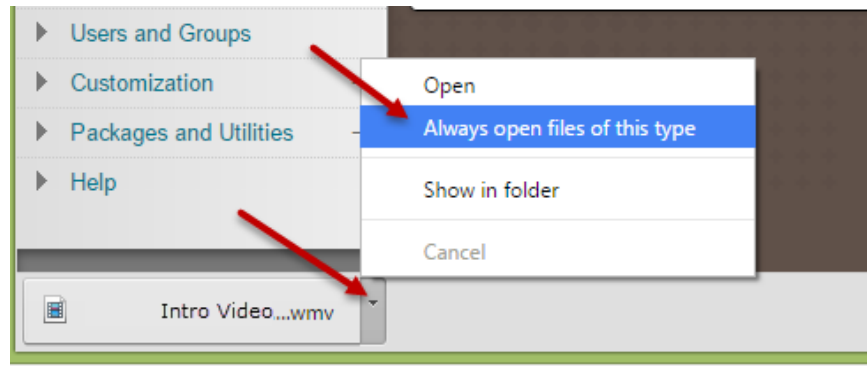 Users and Groups
Customization
Packages and Utilities
Help
Open
Always open files of this type
Show in folder
Cancel
Intro Video...wmv